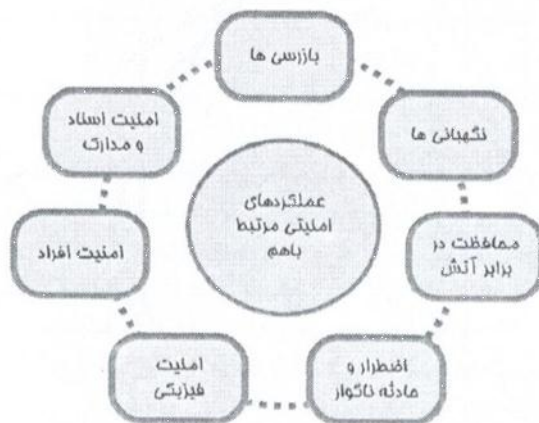 بازرسی ها
نگهبانی ها
محافظت در
برابر آتش
اضطرار و
حادثه ناگوار
امنیت
فیزیکی
امنیت افراد
امنیت اسناد
و مدارک
عملکردهای
امنیتی مرتبط
باهم